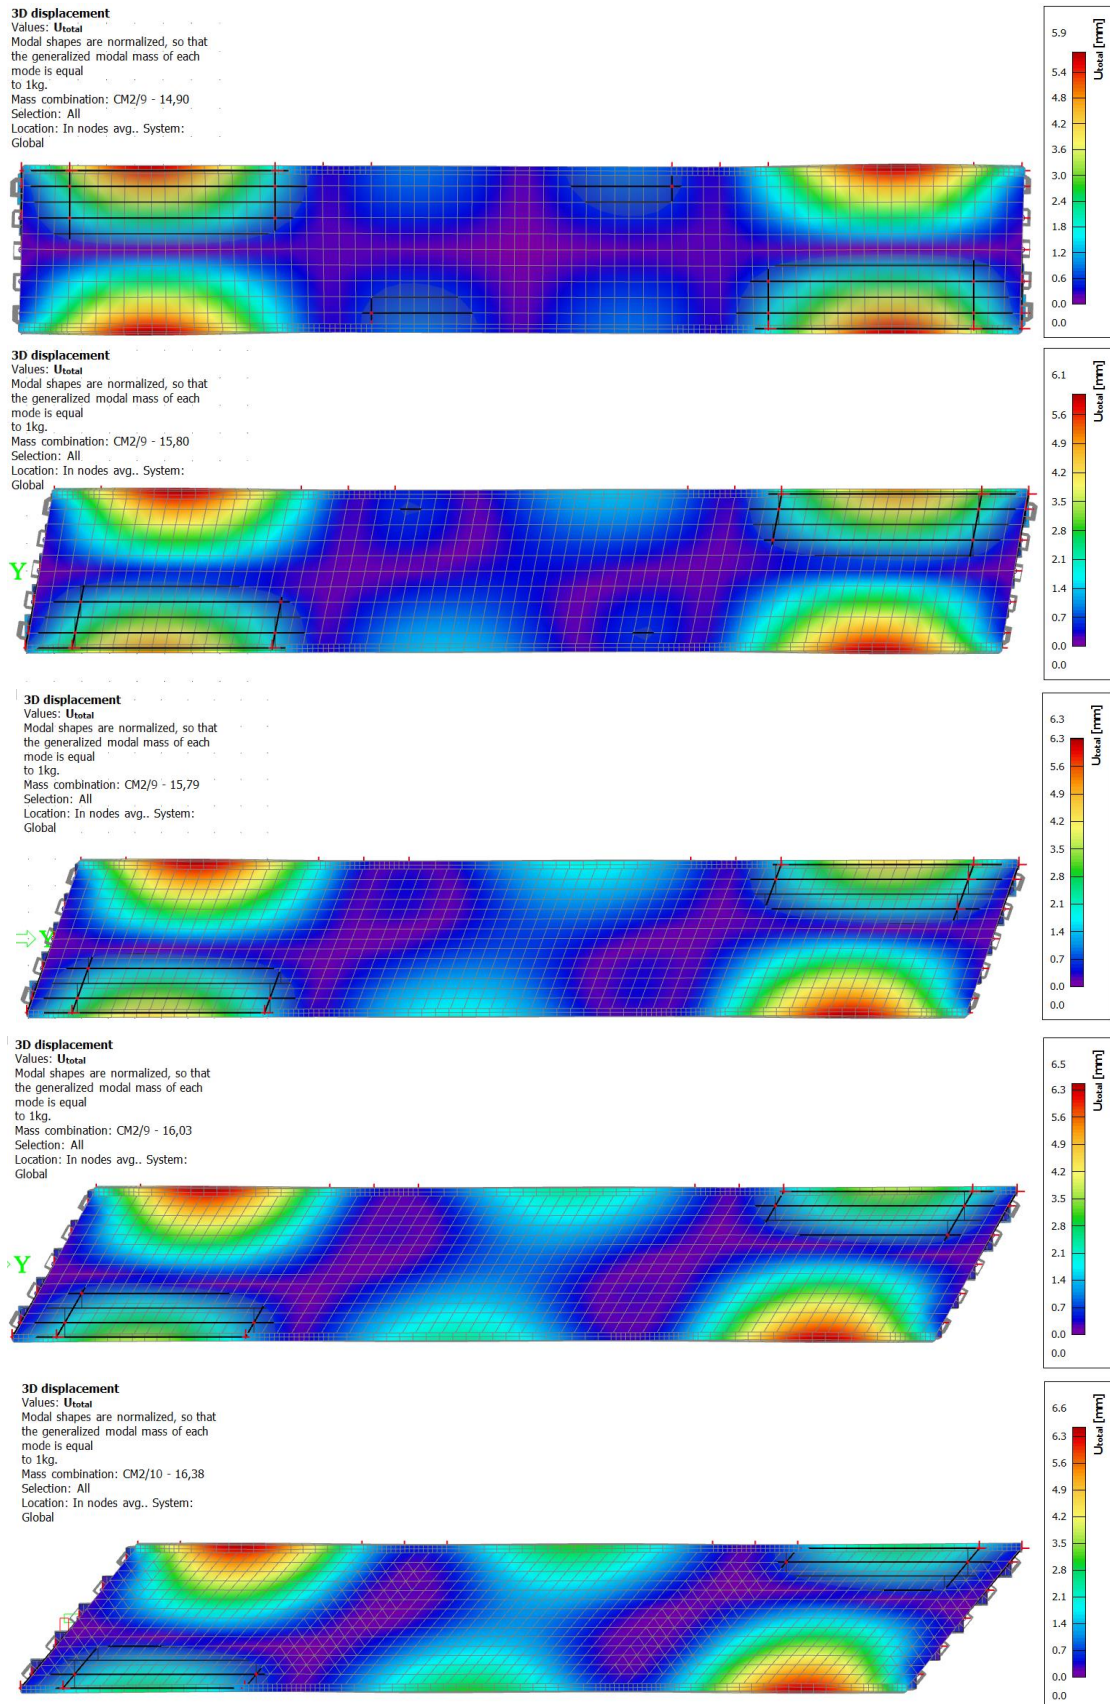 3D displacement
Values: Utotal
Modal shapes are normalized, so that
the generalized modal mass of each
mode is equal
to 1kg.
Mass combination: CM2/9 - 14,90
Selection: All
Location: In nodes avg.. System:
Global
5.9
5.4
4.8
4.2
3.6
3.0
2.4
1.8
1.2
0.6
0.0
0.0
Utotal [mm]
3D displacement
Values: Utotal
Modal shapes are normalized, so that
the generalized modal mass of each
mode is equal
to 1kg.
Mass combination: CM2/9 - 15,80
Selection: All
Location: In nodes avg.. System:
Global
Y
6.1
5.6
4.9
4.2
3.5
2.8
2.1
1.4
0.7
0.0
0.0
Utotal [mm]
3D displacement
Values: Utotal
Modal shapes are normalized, so that
the generalized modal mass of each
mode is equal
to 1kg.
Mass combination: CM2/9 - 15,79
Selection: All
Location: In nodes avg.. System:
Global
Y
6.3
6.3
5.6
4.9
4.2
3.5
2.8
2.1
1.4
0.7
0.0
0.0
Utotal [mm]
3D displacement
Values: Utotal
Modal shapes are normalized, so that
the generalized modal mass of each
mode is equal
to 1kg.
Mass combination: CM2/9 - 16,03
Selection: All
Location: In nodes avg.. System:
Global
Y
6.5
6.3
5.6
4.9
4.2
3.5
2.8
2.1
1.4
0.7
0.0
0.0
Utotal [mm]
3D displacement
Values: Utotal
Modal shapes are normalized, so that
the generalized modal mass of each
mode is equal
to 1kg.
Mass combination: CM2/10 - 16,38
Selection: All
Location: In nodes avg.. System:
Global
6.6
6.3
5.6
4.9
4.2
3.5
2.8
2.1
1.4
0.7
0.0
0.0
Utotal [mm]